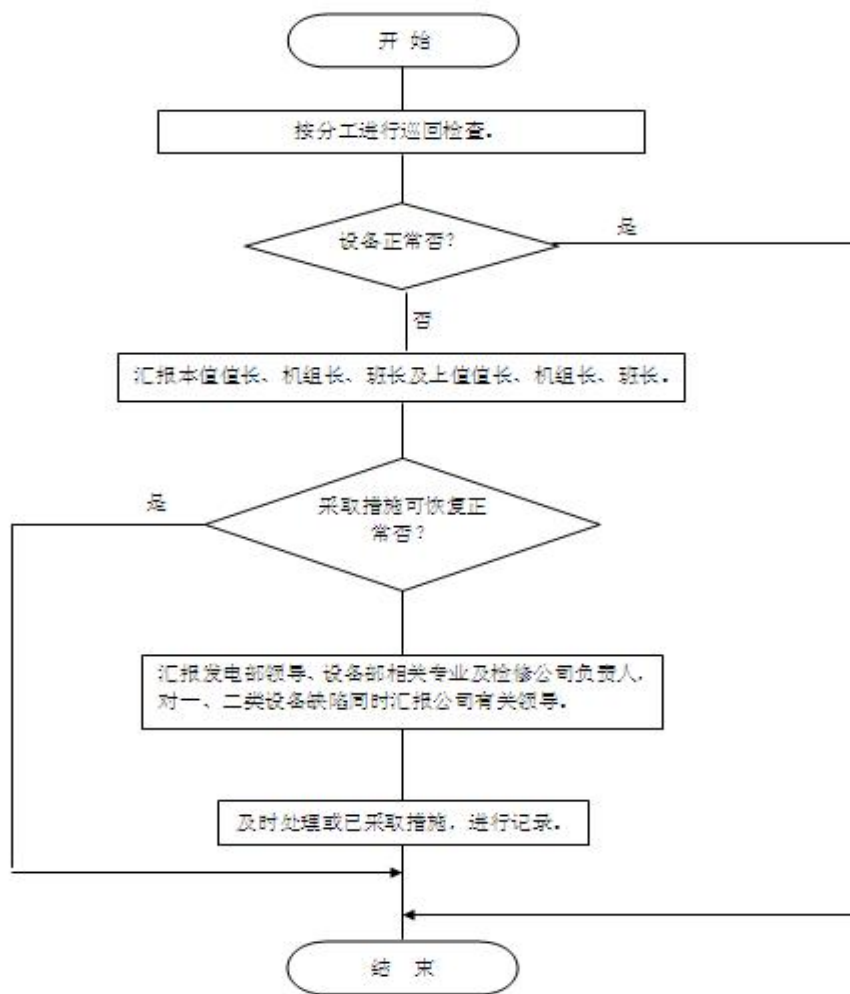 开 始
按分工进行巡回检查。
设备正常否？
是
否
汇报本值值长、机组长、班长及上值值长、机组长、班长。
是
采取措施可恢复正
常否？
汇报发电部领导、设备部相关专业及检修公司负责人，
对一、二类设备缺陷同时汇报公司有关领导。
及时处理或已采取措施，进行记录。
结 束